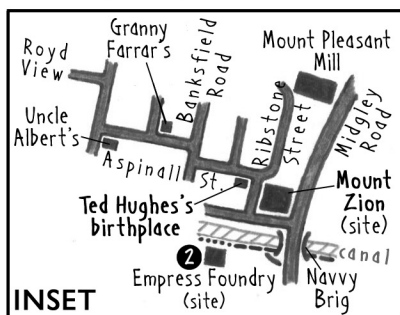 Granny
Farrar's
Royd
View
Banksfield
Road
Mount Pleasant
Mill
Ribstone
Street
Midgley
Road
Uncle
Albert's
Aspinall
St.
Ted Hughes's
birthplace
Mount
Zion
(site)
2
Empress Foundry
(site)
canal
Navvy
Brig
INSET